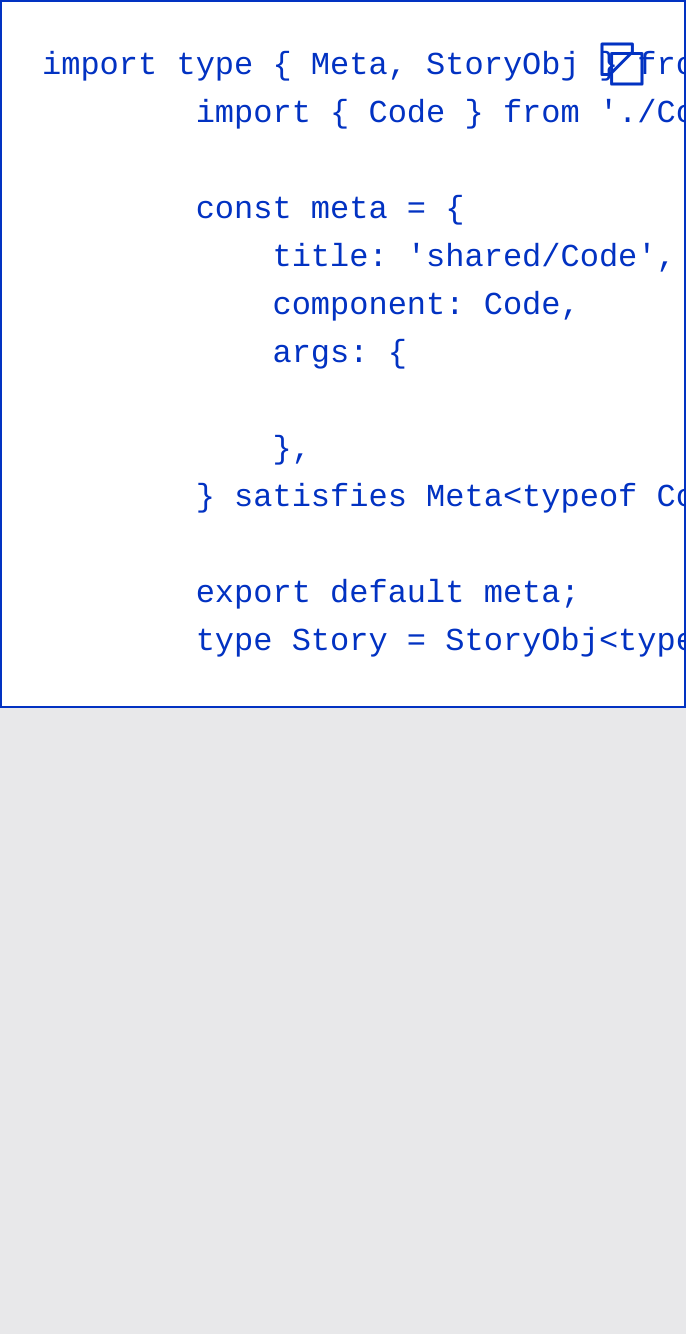 import type { Meta, StoryObj } fro
import { Code } from './Co
const meta = {
title: 'shared/Code',
component: Code,
args: {
},
} satisfies Meta<typeof Co
export default meta;
type Story = StoryObj<type